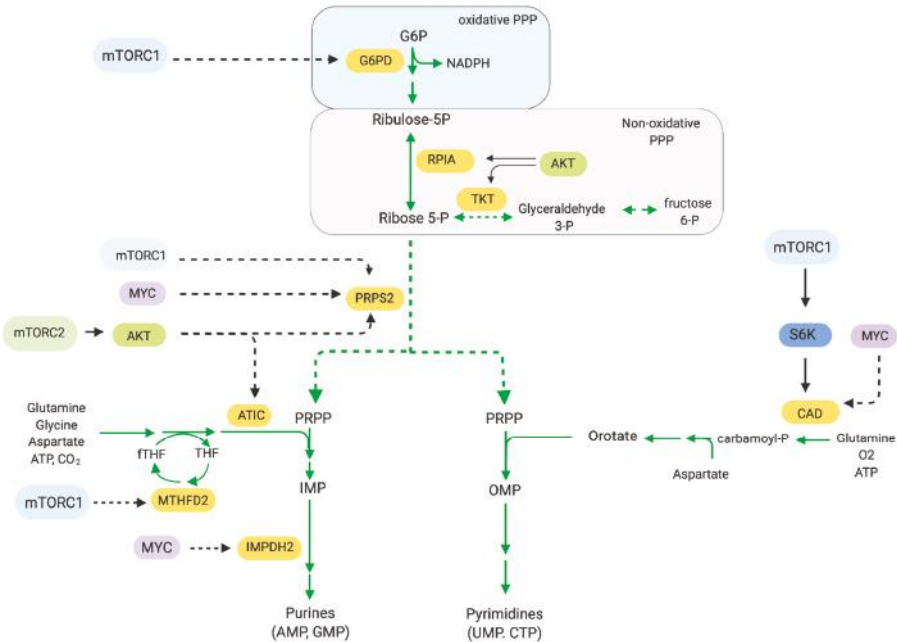 oxidative PPP
G6P
mTORC1
G6PD
NADPH
Ribulose-5P
Non-oxidative
PPP
RPIA
AKT
TKT
Ribose 5-P
Glyceraldehyde
3-P
fructose
6-P
mTORC1
mTORC1
MYC
PRPS2
mTORC2
AKT
S6K
MYC
Glutamine
Glycine
Aspartate
ATP, CO₂
ATIC
PRPP
PRPP
CAD
Orotate
carbamoyl-P
Glutamine
O2
ATP
Aspartate
fTHF
THF
IMP
OMP
mTORC1
MTHFD2
MYC
IMPDH2
Purines
(AMP, GMP)
Pyrimidines
(UMP. CTP)